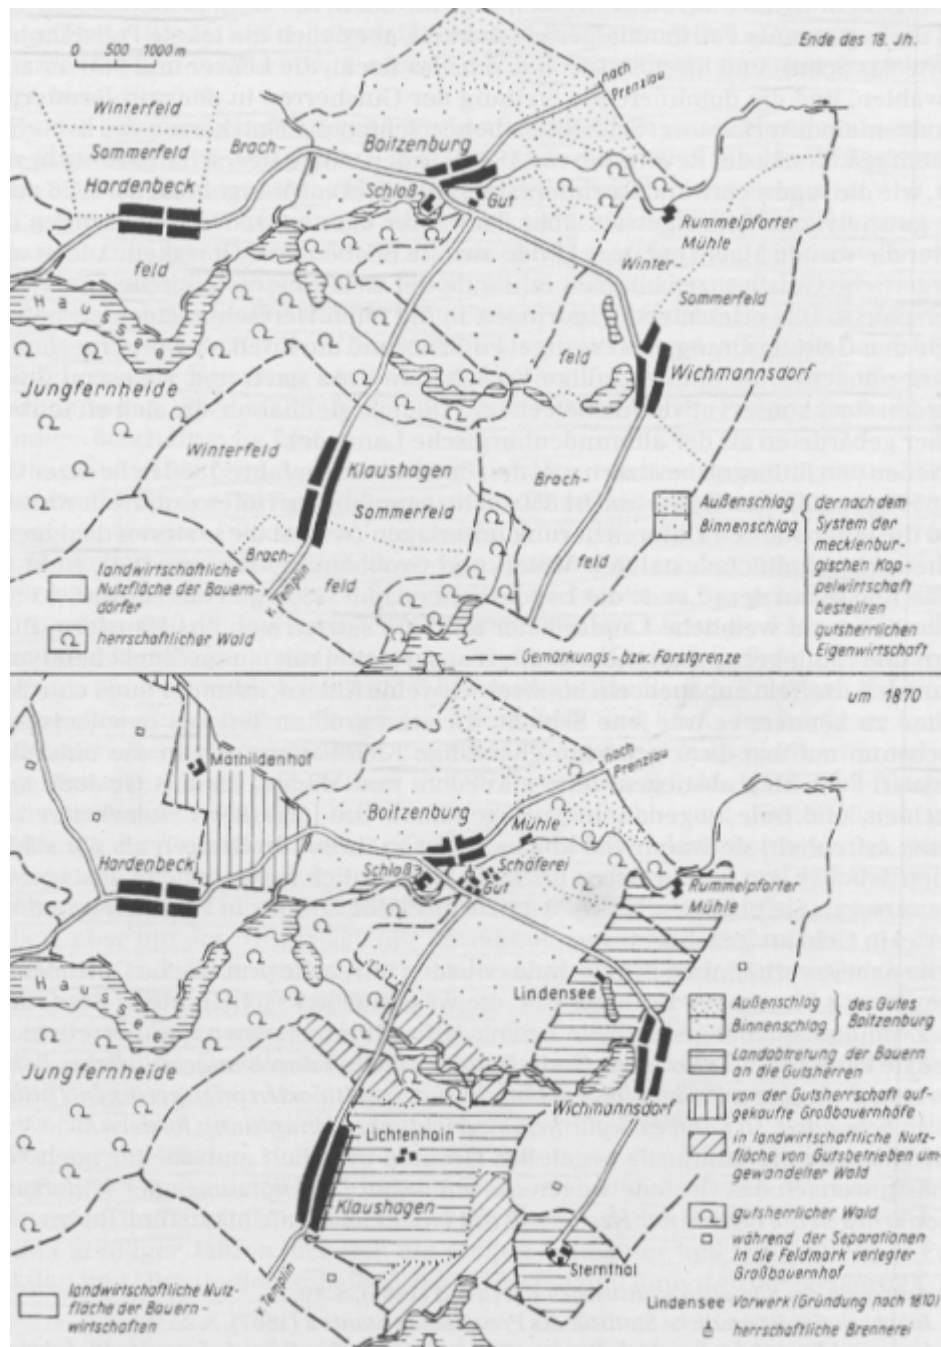 0 500 1000 m
Ende des 18. Jh.
Winterfeld
Sommerfeld
Hardenbeck
feld
Brach-
Boitzenburg
nach
Prenzlau
Schloß
Gut
Rummelpforter
Mühle
Winter-
Sommerfeld
Haussee
Jungfernheide
feld
Wichmannsdorf
Winterfeld
Klaushagen
Sommerfeld
Brach-
feld
Brach-
feld
n. Templin
landwirtschaftliche
Nutzfläche der Bauern-
dörfer
herrschaftlicher Wald
Außenschlag
Binnenschlag
der nach dem
System der
mecklenbur-
gischen Kop-
pelwirtschaft
bestellten
gutsherrlichen
Eigenwirtschaft
Gemarkungs- bzw. Forstgrenze
um 1870
Mathildenhof
nach
Prenzlau
Boitzenburg
Mühle
Hardenbeck
Schloß
Schäferei
Gut
Rummelpforter
Mühle
Haussee
Lindensee
Jungfernheide
Wichmannsdorf
Lichtenhain
Klaushagen
Sternthal
n. Templin
Außenschlag
Binnenschlag
des Gutes
Boitzenburg
Landabtretung der Bauern
an die Gutsherren
von der Gutsherrschaft auf-
gekaufte Großbauernhöfe
in landwirtschaftliche Nutz-
fläche von Gutsbetrieben um-
gewandelter Wald
gutsherrlicher Wald
während der Separationen
in die Feldmark verlegter
Großbauernhof
landwirtschaftliche Nutz-
fläche der Bauern-
wirtschaften
Lindensee Vorwerk (Gründung nach 1810)
herrschaftliche Brennerei